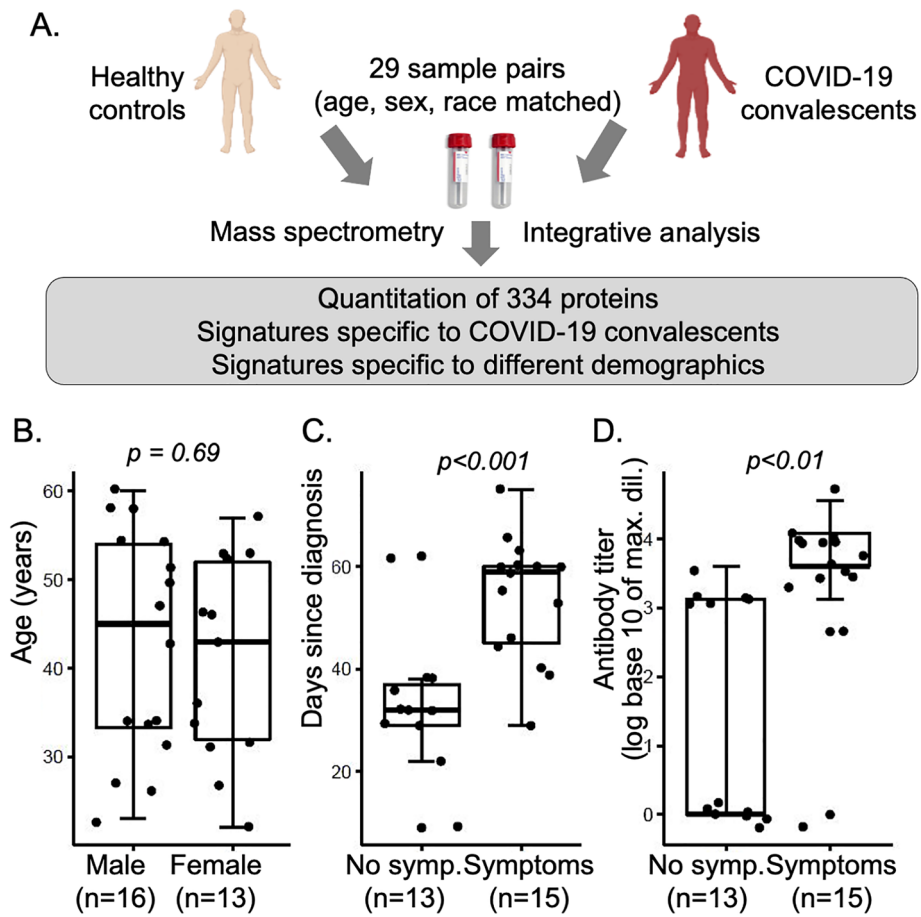 A.
Healthy
controls
29 sample pairs
(age, sex, race matched)
COVID-19
convalescents
Mass spectrometry
Integrative analysis
Quantitation of 334 proteins
Signatures specific to COVID-19 convalescents
Signatures specific to different demographics
B.
p = 0.69
Age (years)
60
50
40
30
Male
(n=16)
Female
(n=13)
C.
p<0.001
Days since diagnosis
60
40
20
No symp.
(n=13)
Symptoms
(n=15)
D.
p<0.01
Antibody titer
(log base 10 of max. dil.)
4
3
2
1
0
No symp.
(n=13)
Symptoms
(n=15)